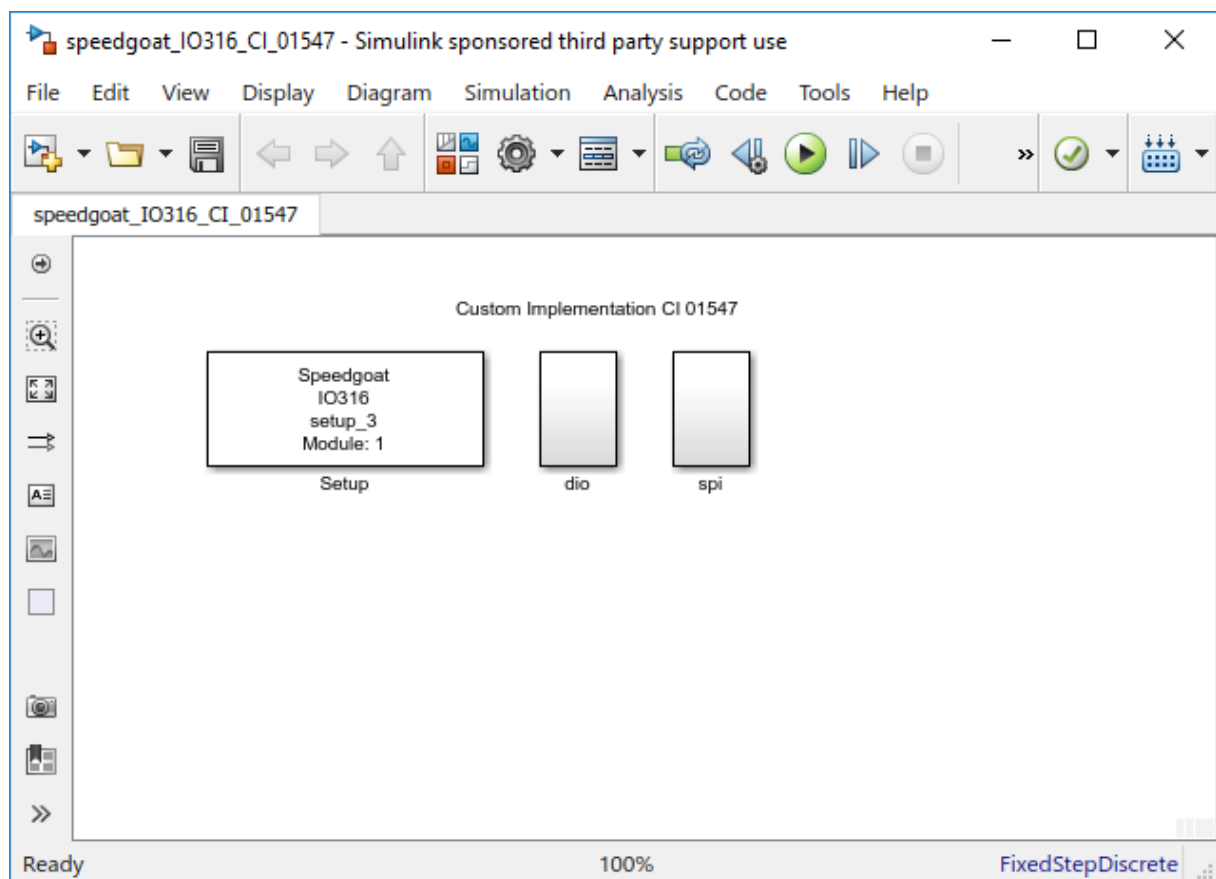 speedgoat_IO316_CI_01547 - Simulink sponsored third party support use
File Edit View Display Diagram Simulation Analysis Code Tools Help
speedgoat_IO316_CI_01547
Custom Implementation CI 01547
Speedgoat
IO316
setup_3
Module: 1
Setup
dio
spi
Ready
100%
FixedStepDiscrete